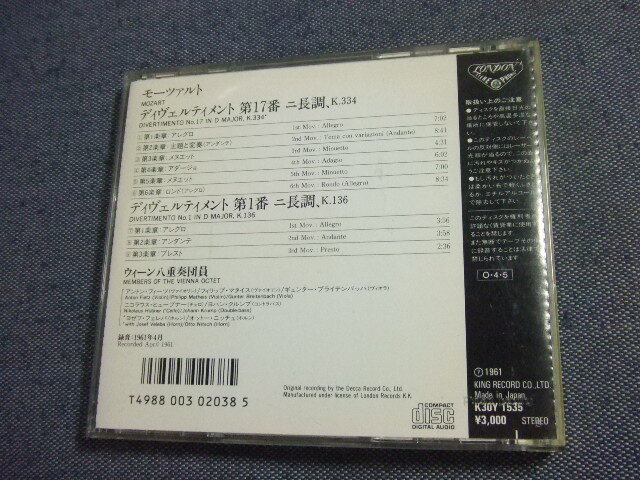 モーツァルト
MOZART
ディヴェルティメント 第17番 ニ長調、K.334
DIVERTIMENTO No.17 IN D MAJOR, K.334*
第1楽章 アレグロ 1st Mov.: Allegro 7:02
第2楽章 主題と変奏(アンダンテ) 2nd Mov.: Tema con variazioni (Andante) 8:41
第3楽章 メヌエット 3rd Mov.: Minuetto 4:31
第4楽章 アダージョ 4th Mov.: Adagio 6:02
第5楽章 メヌエット 5th Mov.: Minuetto 7:00
第6楽章 ロンド(アレグロ) 6th Mov.: Rondo (Allegro) 8:34
ディヴェルティメント 第1番 ニ長調、K.136
DIVERTIMENTO No.1 IN D MAJOR, K.136
第1楽章 アレグロ 1st Mov.: Allegro 3:56
第2楽章 アンダンテ 2nd Mov.: Andante 3:58
第3楽章 プレスト 3rd Mov.: Presto 2:36
ウィーン八重奏団員
MEMBERS OF THE VIENNA OCTET
録音:1961年4月
Recorded April 1961
T4988 003 02038 5
Original recording by the Decca Record Co., Ltd.
Manufactured under license of London Records K.K.
COMPACT
disc
DIGITAL AUDIO
LONDON
取扱い上のご注意
O・4・5
Ⓟ 1961
KING RECORD CO., LTD.
Made in Japan
K30Y 1535
¥3,000 STEREO